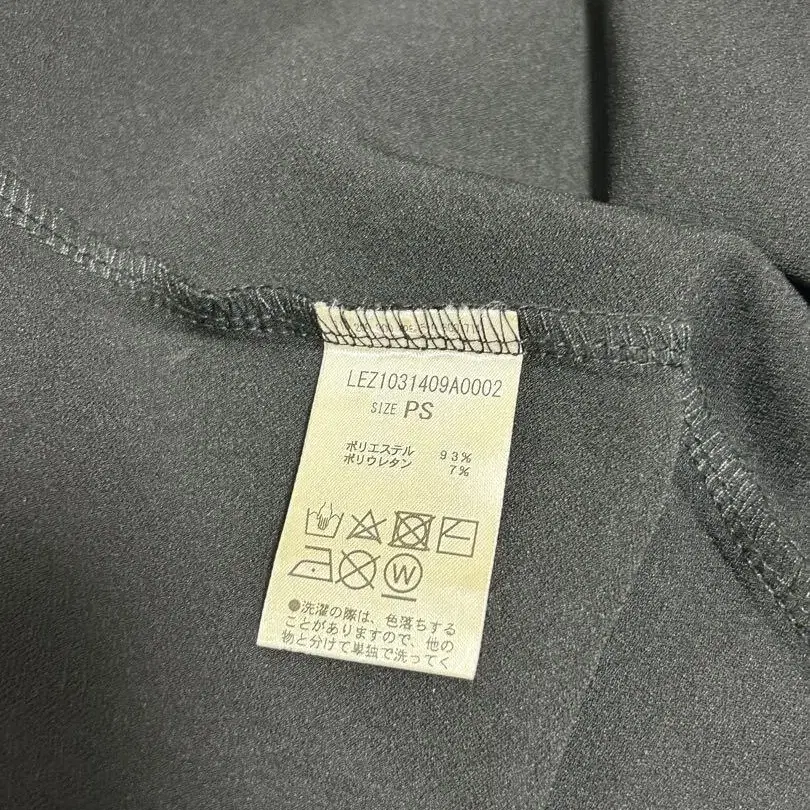 LEZ1031409A0002
SIZE PS
ポリエステル 93%
ポリウレタン 7%
W
●洗濯の際は、色落ちする
ことがありますので、他の
物と分けて単独で洗ってく